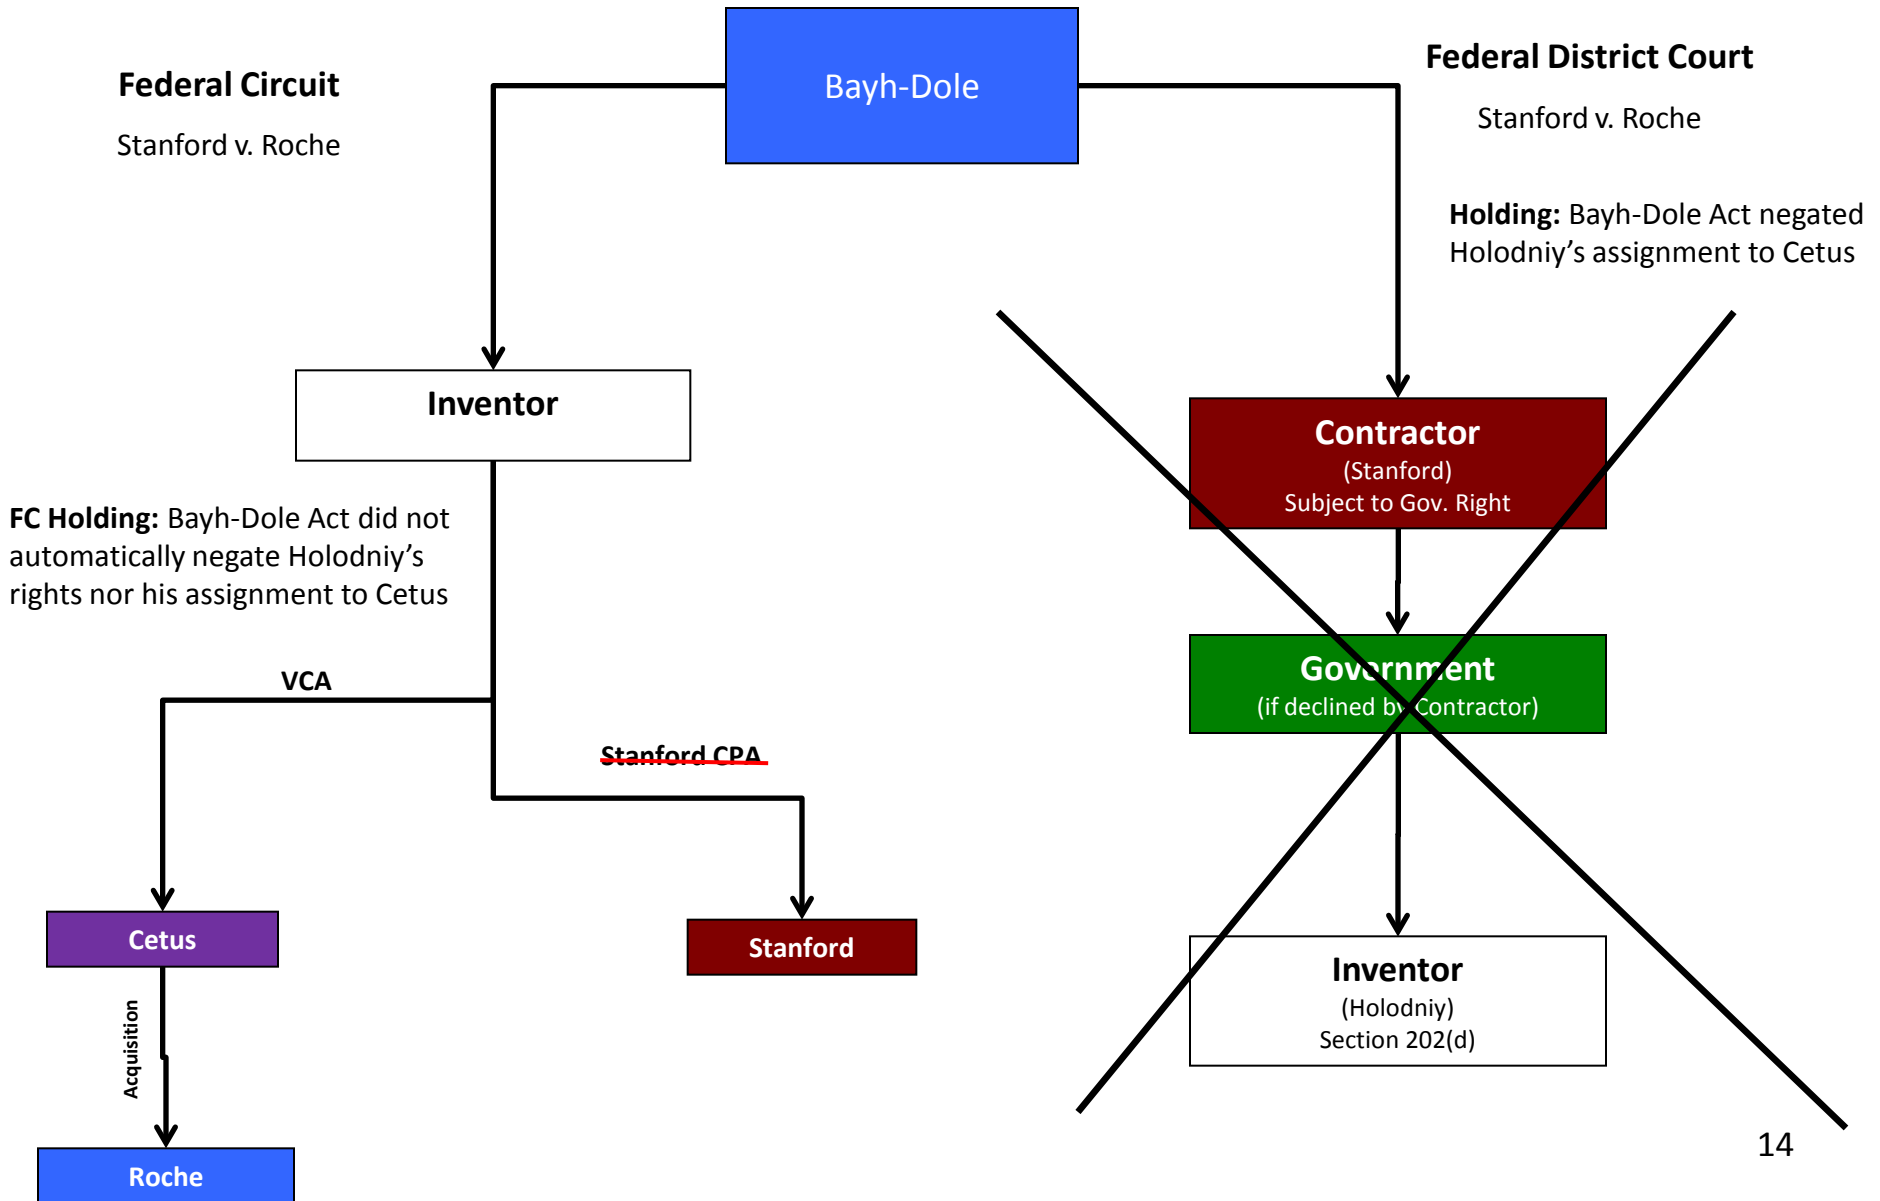 Bayh-Dole
Federal Circuit
Stanford v. Roche
Federal District Court
Stanford v. Roche
Holding: Bayh-Dole Act negated
Holodniy’s assignment to Cetus
Inventor
FC Holding: Bayh-Dole Act did not
automatically negate Holodniy’s
rights nor his assignment to Cetus
VCA
Stanford CPA
Cetus
Stanford
Acquisition
Roche
Contractor
(Stanford)
Subject to Gov. Right
Government
(if declined by Contractor)
Inventor
(Holodniy)
Section 202(d)
14